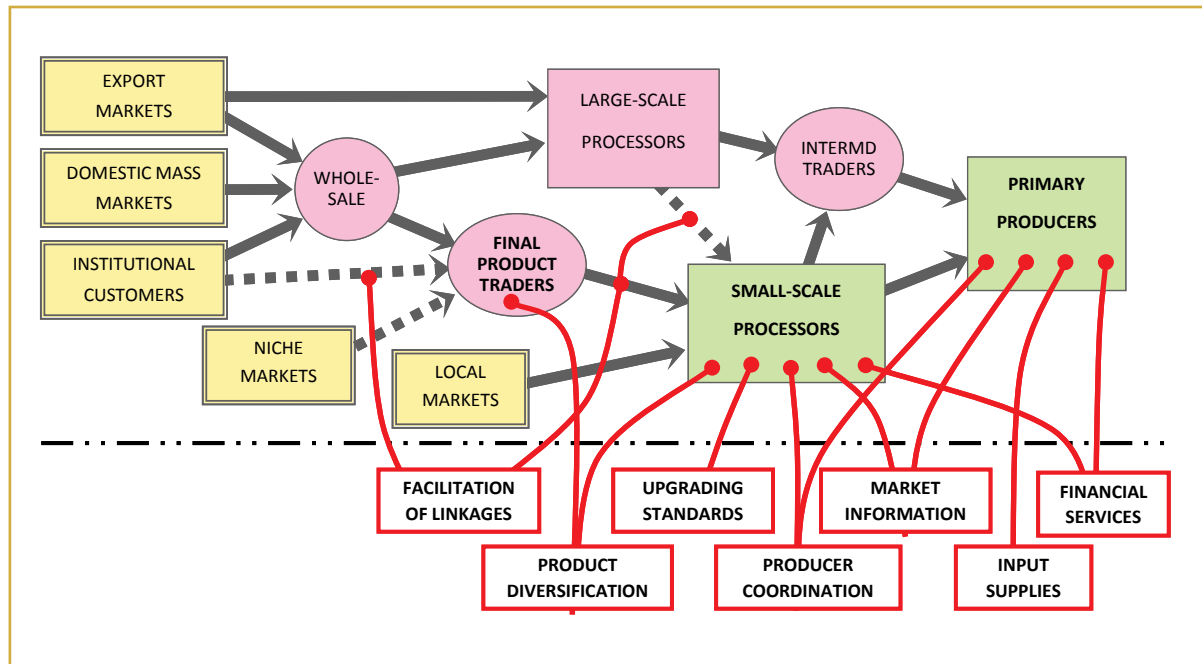 EXPORT
MARKETS
DOMESTIC MASS
MARKETS
INSTITUTIONAL
CUSTOMERS
NICHE
MARKETS
LOCAL
MARKETS
WHOLE-
SALE
FINAL
PRODUCT
TRADERS
LARGE-SCALE
PROCESSORS
SMALL-SCALE
PROCESSORS
INTERMD
TRADERS
PRIMARY
PRODUCERS
FACILITATION
OF LINKAGES
UPGRADING
STANDARDS
MARKET
INFORMATION
FINANCIAL
SERVICES
PRODUCT
DIVERSIFICATION
PRODUCER
COORDINATION
INPUT
SUPPLIES